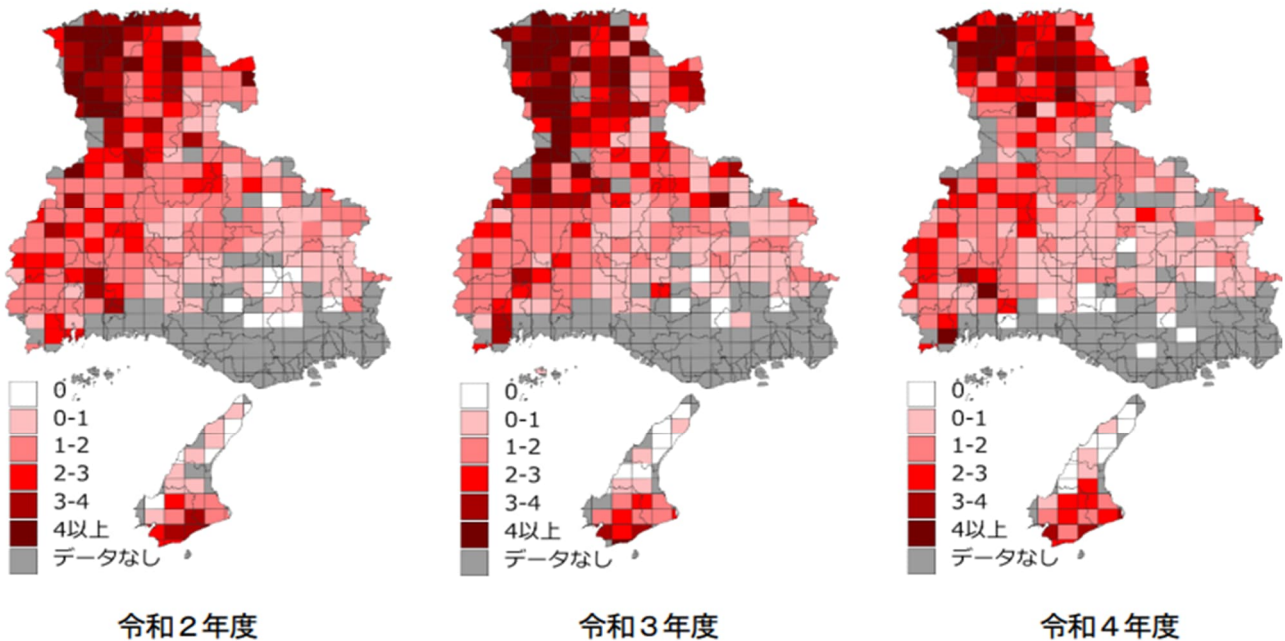 0
0-1
1-2
2-3
3-4
4以上
データなし
0
0-1
1-2
2-3
3-4
4以上
データなし
0
0-1
1-2
2-3
3-4
4以上
データなし
令和２年度
令和３年度
令和４年度